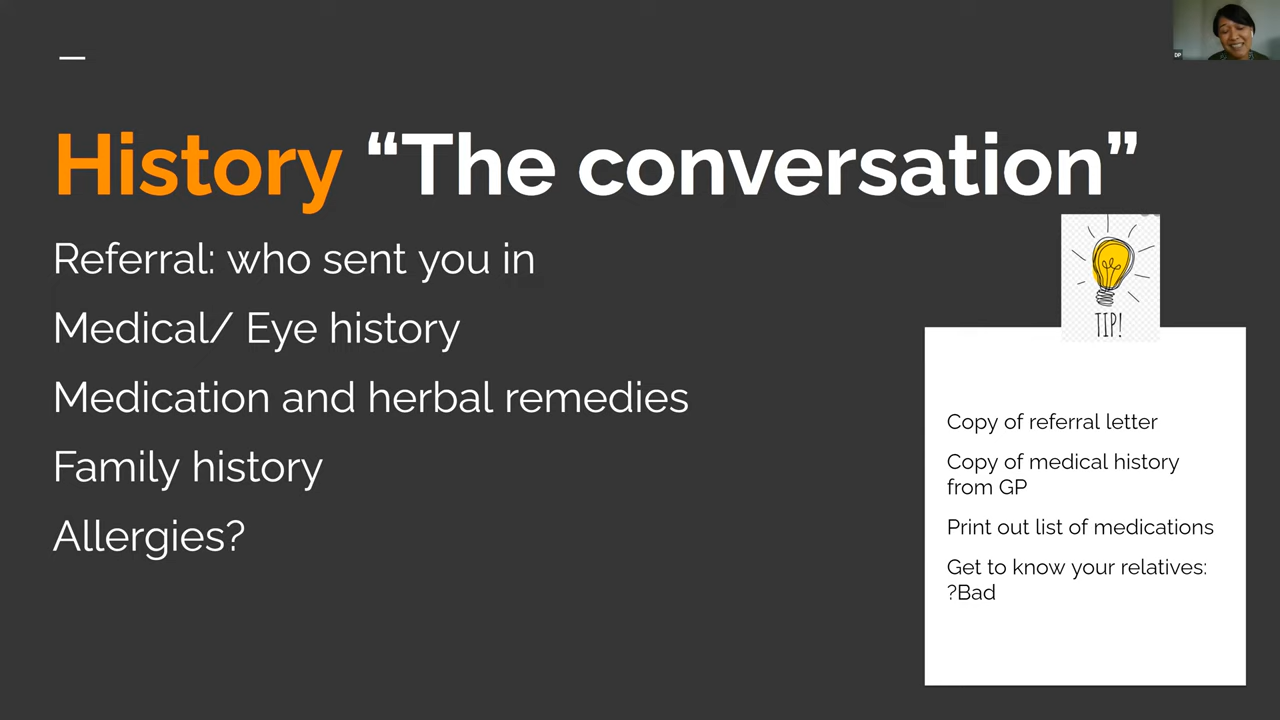 History “The conversation”
Referral: who sent you in
Medical/ Eye history
Medication and herbal remedies
Family history
Allergies?
TIP!
Copy of referral letter
Copy of medical history
from GP
Print out list of medications
Get to know your relatives:
?Bad
DP